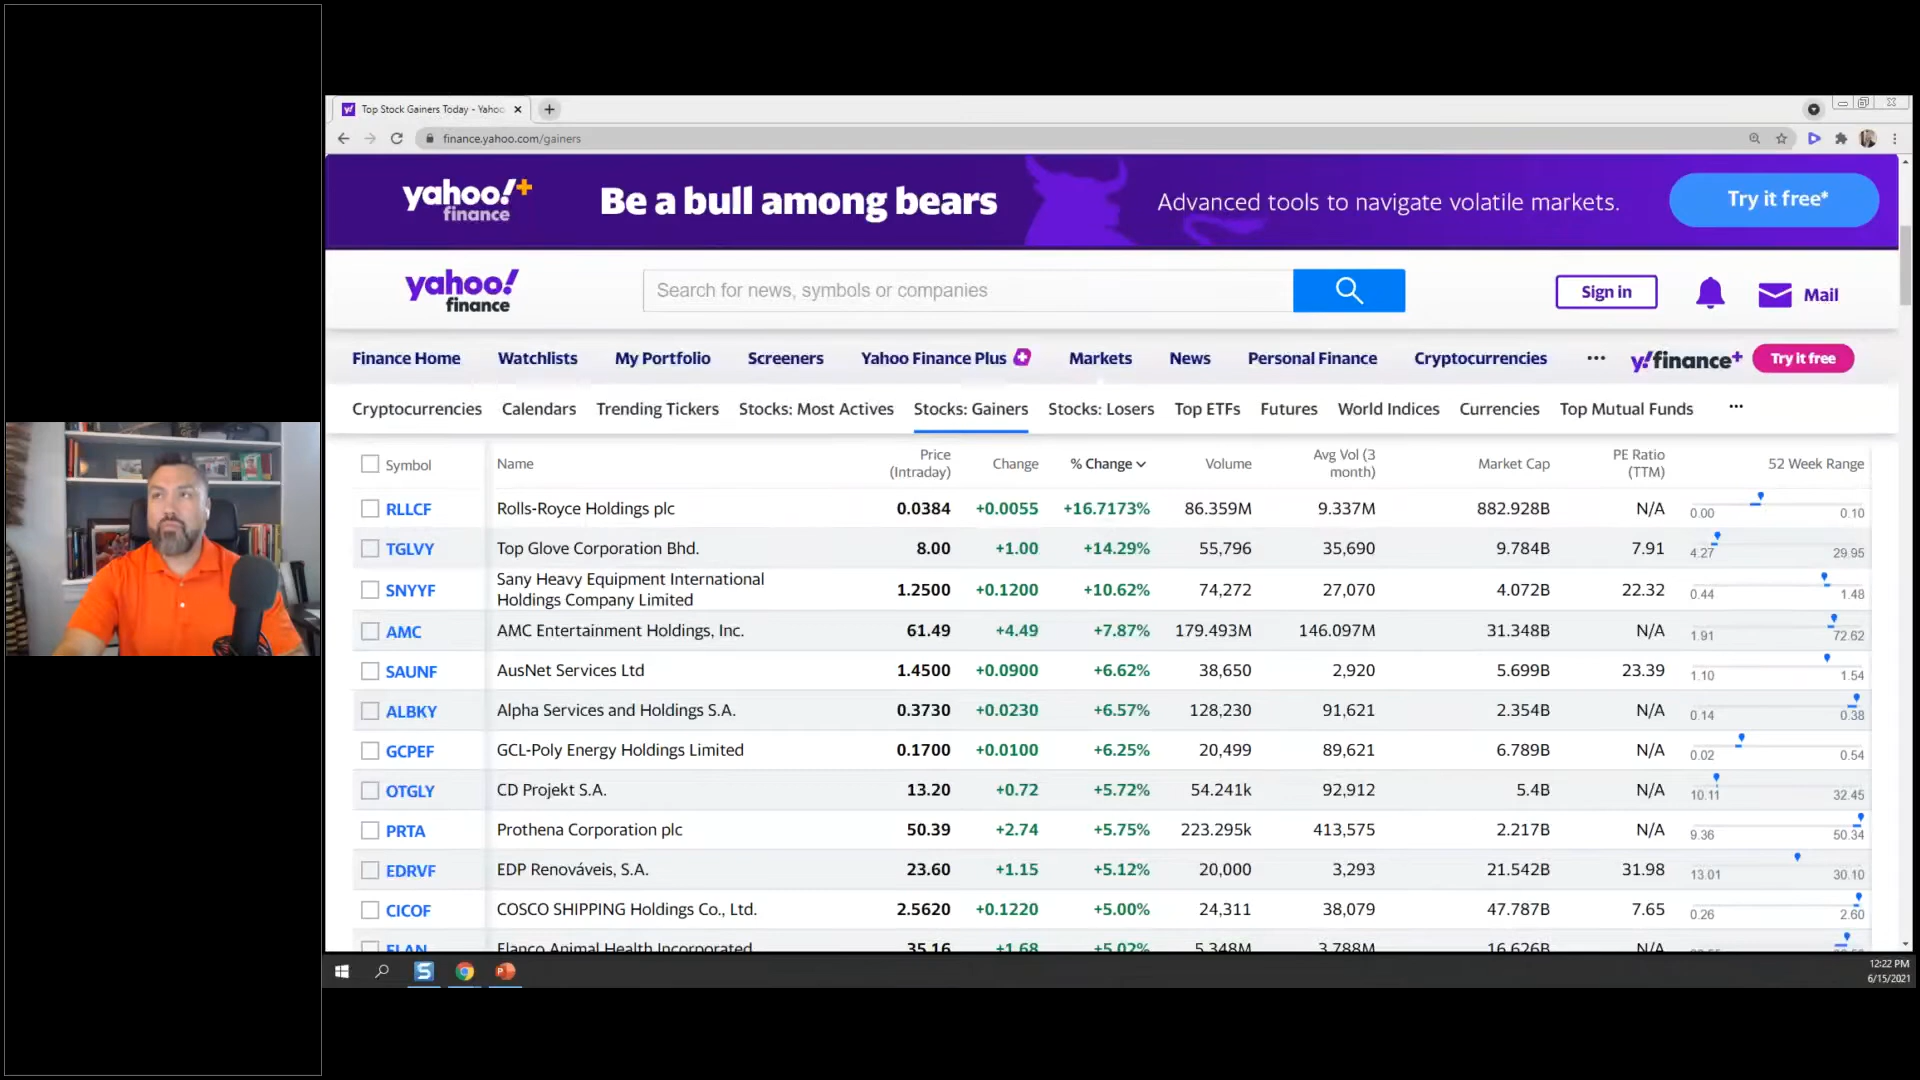 Top Stock Gainers Today - Yahoo
finance.yahoo.com/gainers
yahoo!+ finance Be a bull among bears Advanced tools to navigate volatile markets. Try it free*
yahoo! finance Search for news, symbols or companies Sign in Mail
Finance Home Watchlists My Portfolio Screeners Yahoo Finance Plus Markets News Personal Finance Cryptocurrencies ... y!finance+ Try it free
Cryptocurrencies Calendars Trending Tickers Stocks: Most Actives Stocks: Gainers Stocks: Losers Top ETFs Futures World Indices Currencies Top Mutual Funds ...
Symbol Name Price (Intraday) Change % Change Volume Avg Vol (3 month) Market Cap PE Ratio (TTM) 52 Week Range
RLLCF Rolls-Royce Holdings plc 0.0384 +0.0055 +16.7173% 86.359M 9.337M 882.928B N/A 0.00 0.10
TGLVY Top Glove Corporation Bhd. 8.00 +1.00 +14.29% 55,796 35,690 9.784B 7.91 4.27 29.95
SNYYF Sany Heavy Equipment International Holdings Company Limited 1.2500 +0.1200 +10.62% 74,272 27,070 4.072B 22.32 0.44 1.48
AMC AMC Entertainment Holdings, Inc. 61.49 +4.49 +7.87% 179.493M 146.097M 31.348B N/A 1.91 72.62
SAUNF AusNet Services Ltd 1.4500 +0.0900 +6.62% 38,650 2,920 5.699B 23.39 1.10 1.54
ALBKY Alpha Services and Holdings S.A. 0.3730 +0.0230 +6.57% 128,230 91,621 2.354B N/A 0.14 0.38
GCPEF GCL-Poly Energy Holdings Limited 0.1700 +0.0100 +6.25% 20,499 89,621 6.789B N/A 0.02 0.54
OTGLY CD Projekt S.A. 13.20 +0.72 +5.72% 54.241k 92,912 5.4B N/A 10.11 32.45
PRTA Prothena Corporation plc 50.39 +2.74 +5.75% 223.295k 413,575 2.217B N/A 9.36 50.34
EDRVF EDP Renováveis, S.A. 23.60 +1.15 +5.12% 20,000 3,293 21.542B 31.98 13.01 30.10
CICOF COSCO SHIPPING Holdings Co., Ltd. 2.5620 +0.1220 +5.00% 24,311 38,079 47.787B 7.65 0.26 2.60
ELAN Elanco Animal Health Incorporated 35.16 +1.68 +5.02% 5.348M 3.788M 16.626B N/A
12:22 PM
6/15/2021